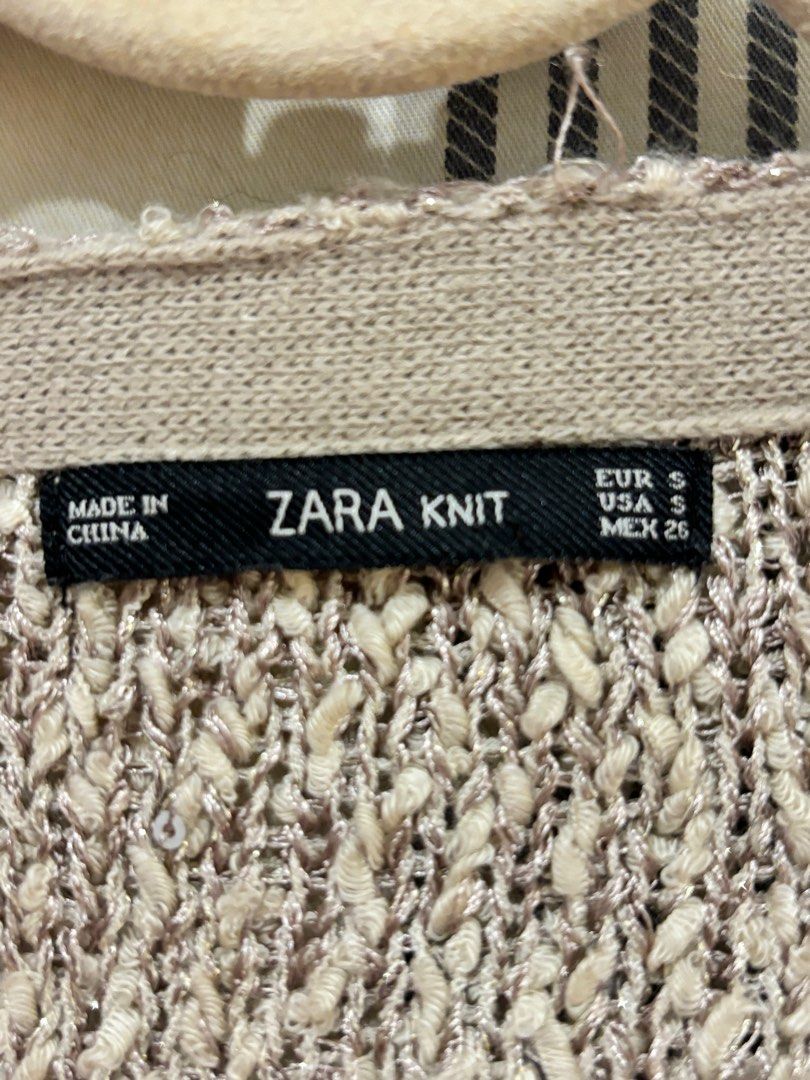 MADE IN
CHINA
ZARA KNIT
EUR S
USA S
MEX 26